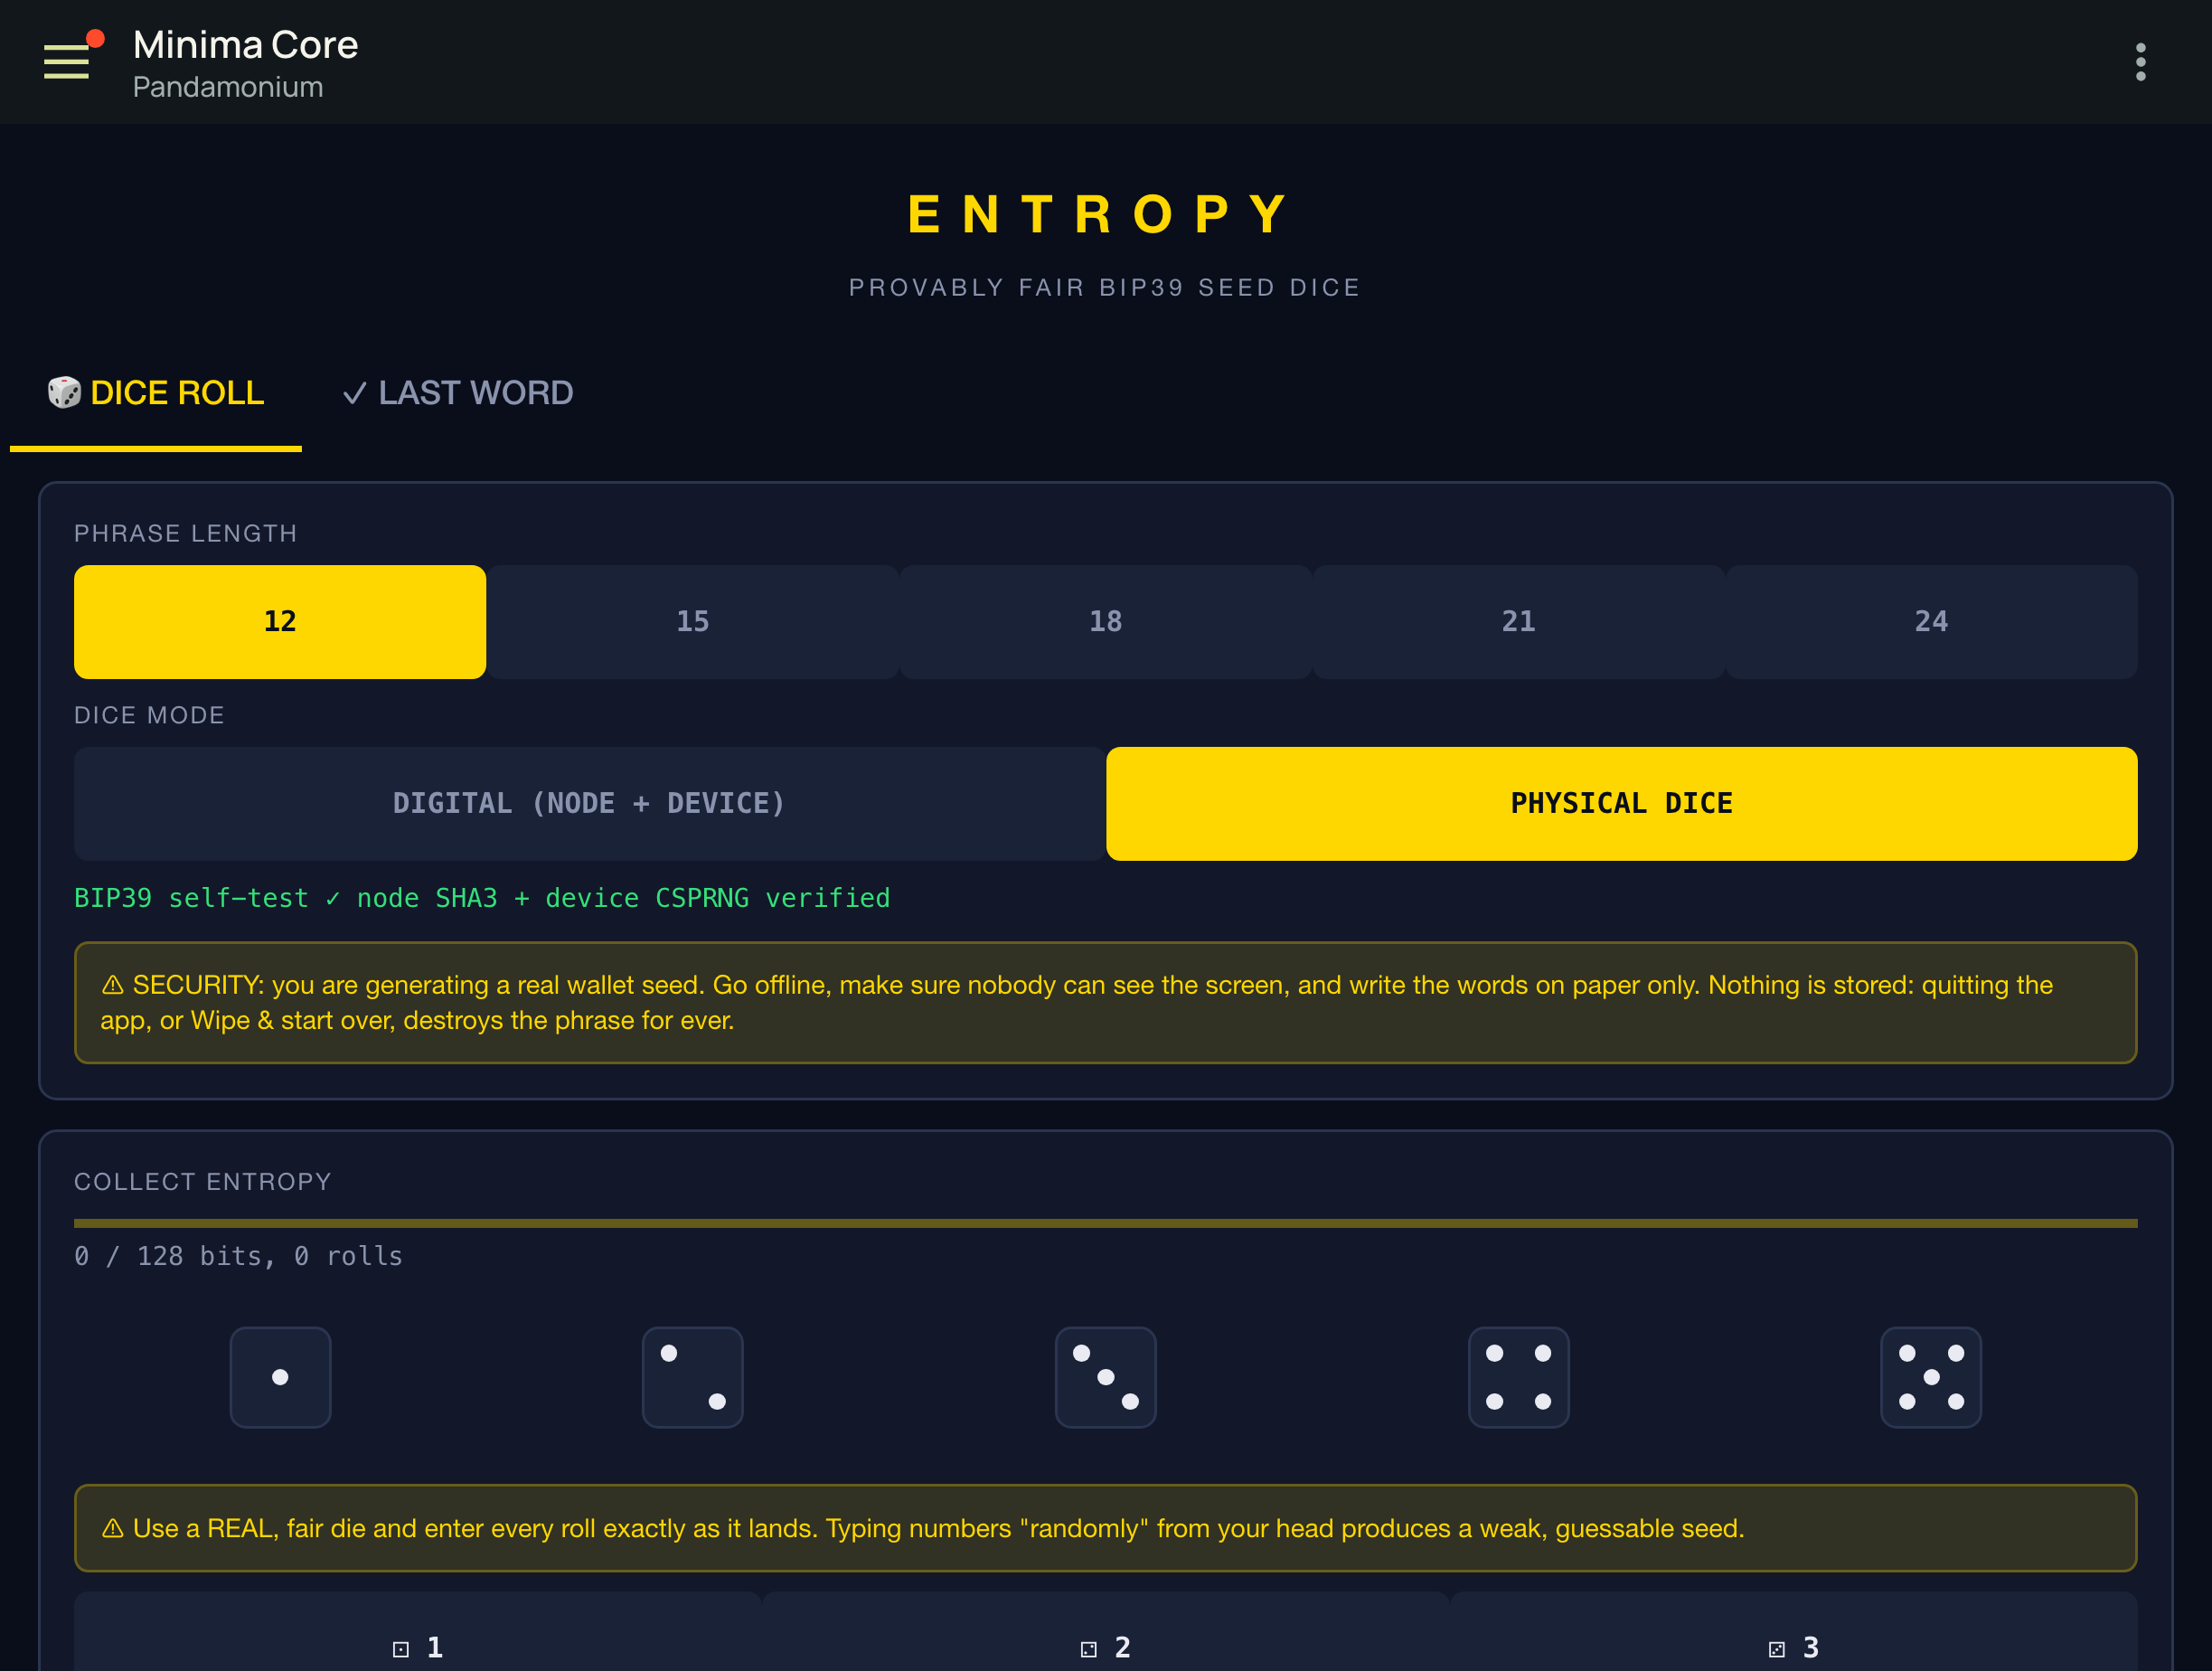 Minima Core
Pandamonium
ENTROPY
PROVABLY FAIR BIP39 SEED DICE
🎲 DICE ROLL ✓ LAST WORD
PHRASE LENGTH
12 15 18 21 24
DICE MODE
DIGITAL (NODE + DEVICE) PHYSICAL DICE
BIP39 self-test ✓ node SHA3 + device CSPRNG verified
⚠ SECURITY: you are generating a real wallet seed. Go offline, make sure nobody can see the screen, and write the words on paper only. Nothing is stored: quitting the
app, or Wipe & start over, destroys the phrase for ever.
COLLECT ENTROPY
0 / 128 bits, 0 rolls
⚠ Use a REAL, fair die and enter every roll exactly as it lands. Typing numbers "randomly" from your head produces a weak, guessable seed.
⚀ 1 ⚁ 2 ⚂ 3